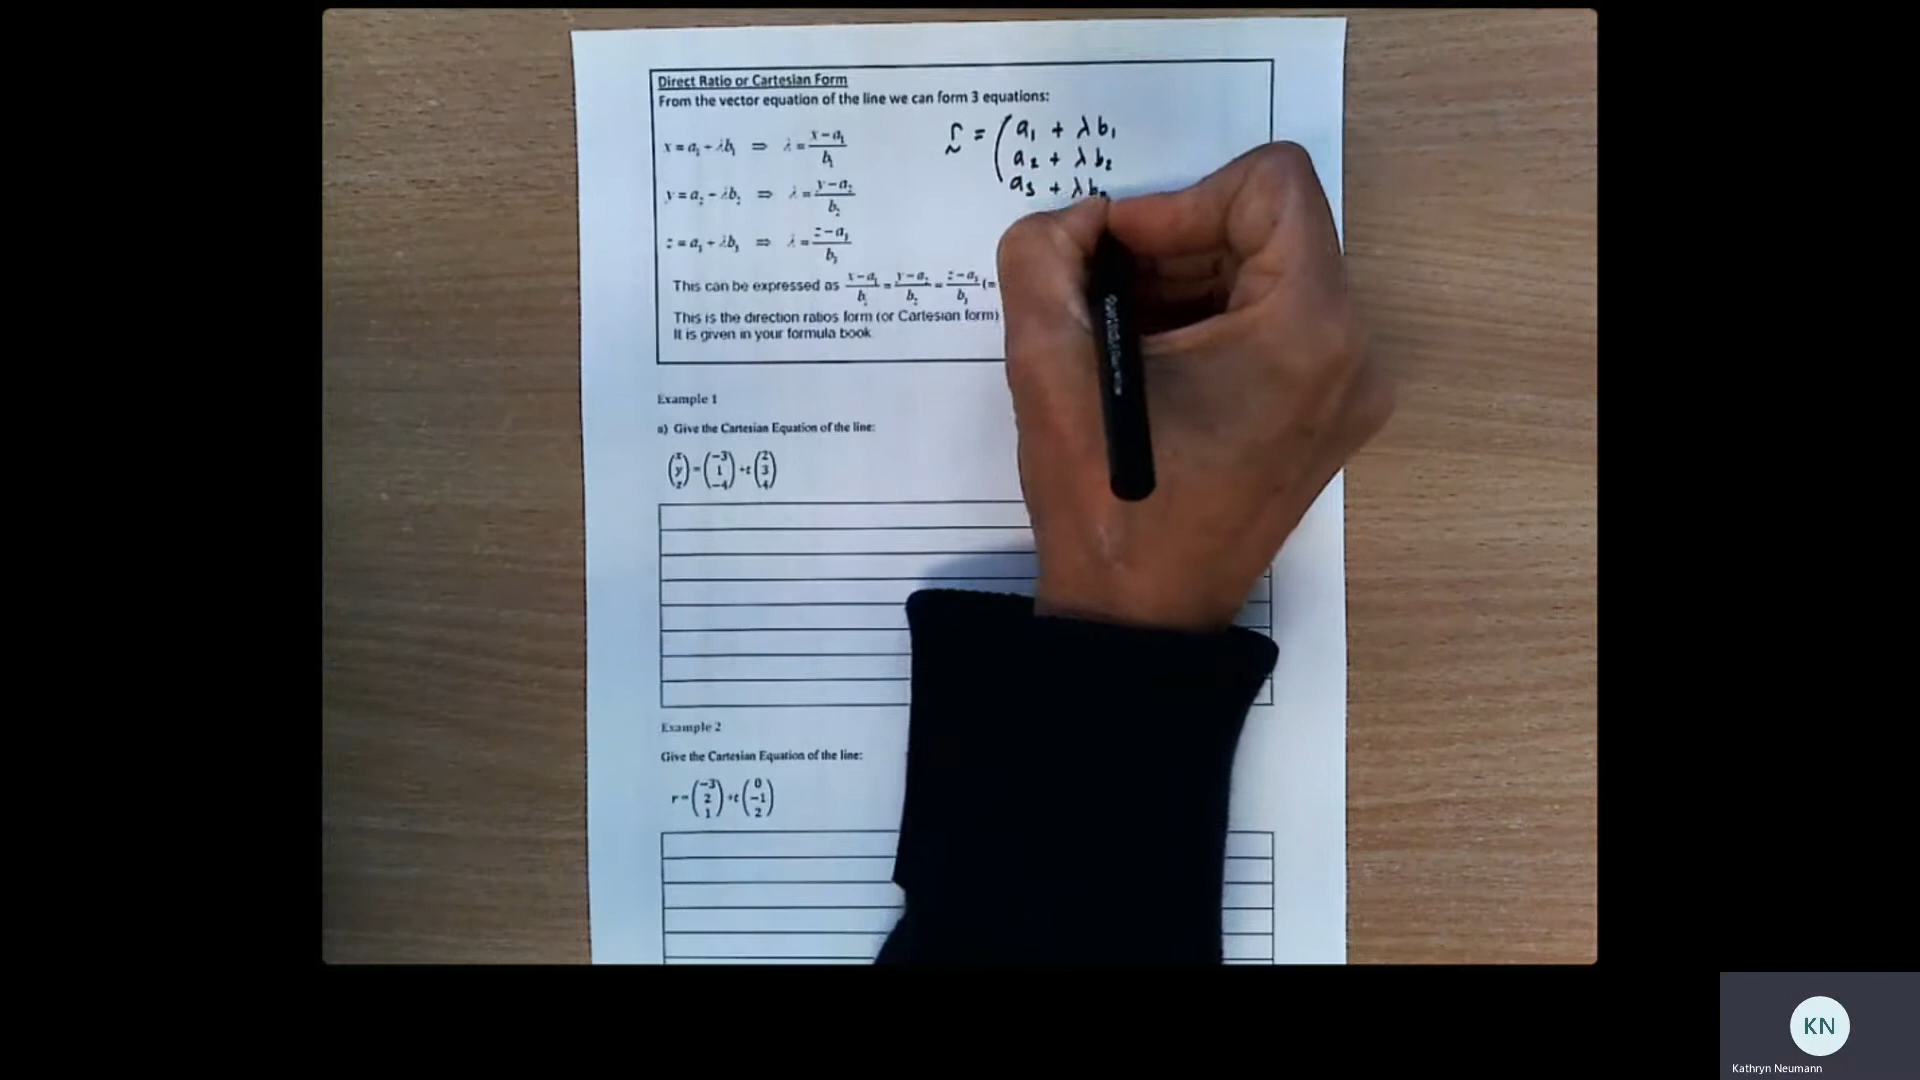 Direct Ratio or Cartesian Form
From the vector equation of the line we can form 3 equations:
x = a₁ + λb₁ ⇒ λ = (x − a₁)/b₁
y = a₂ + λb₂ ⇒ λ = (y − a₂)/b₂
z = a₃ + λb₃ ⇒ λ = (z − a₃)/b₃
r = ( a₁ + λb₁
a₂ + λb₂
a₃ + λb
This can be expressed as (x − a₁)/b₁ = (y − a₂)/b₂ = (z − a₃)/b₃ (=
This is the direction ratios form (or Cartesian form)
It is given in your formula book
Example 1
a) Give the Cartesian Equation of the line:
(x y z) = (−3 1 −4) + t (2 3 4)
Example 2
Give the Cartesian Equation of the line:
r = (−3 2 1) + t (0 −1 2)
KN
Kathryn Neumann